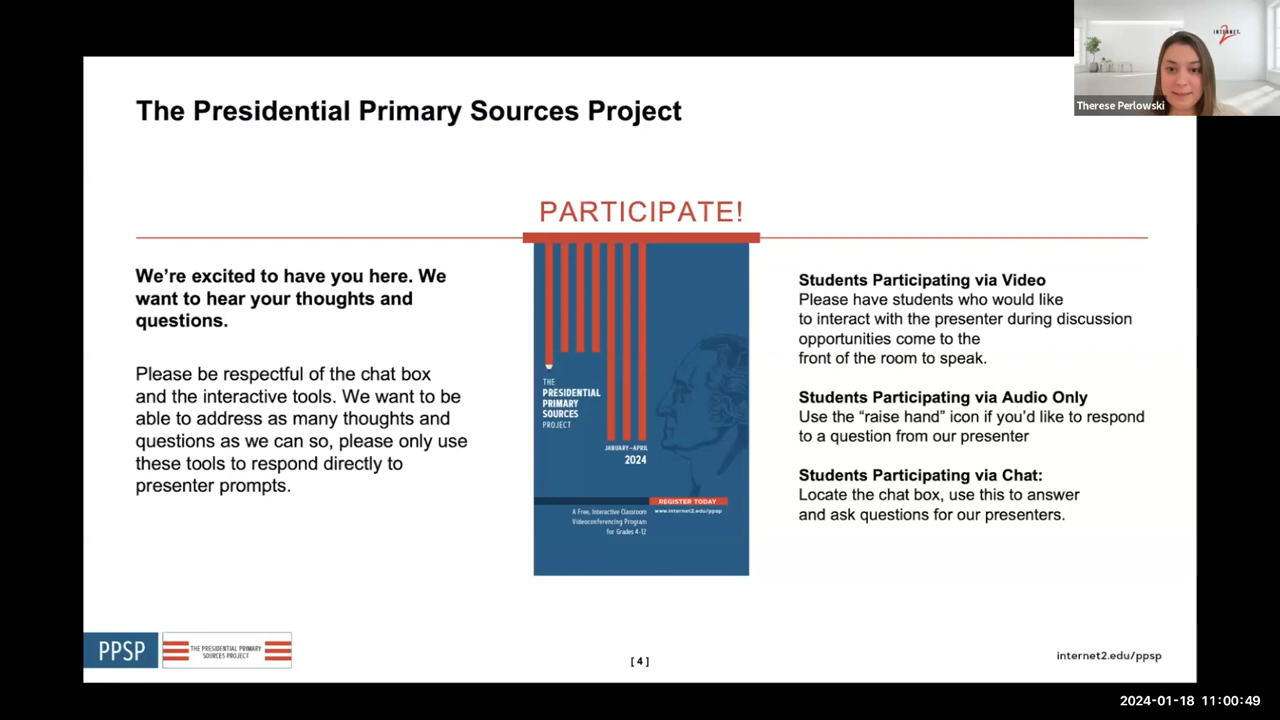 INTERNET
2
Therese Perlowski
The Presidential Primary Sources Project
PARTICIPATE!
We're excited to have you here. We
want to hear your thoughts and
questions.
Please be respectful of the chat box
and the interactive tools. We want to be
able to address as many thoughts and
questions as we can so, please only use
these tools to respond directly to
presenter prompts.
THE
PRESIDENTIAL
PRIMARY
SOURCES
PROJECT
JANUARY–APRIL
2024
REGISTER TODAY
www.internet2.edu/ppsp
A Free, Interactive Classroom
Videoconferencing Program
for Grades 4-12
Students Participating via Video
Please have students who would like
to interact with the presenter during discussion
opportunities come to the
front of the room to speak.
Students Participating via Audio Only
Use the “raise hand” icon if you’d like to respond
to a question from our presenter
Students Participating via Chat:
Locate the chat box, use this to answer
and ask questions for our presenters.
PPSP
THE PRESIDENTIAL PRIMARY
SOURCES PROJECT
[ 4 ]
internet2.edu/ppsp
2024-01-18 11:00:49